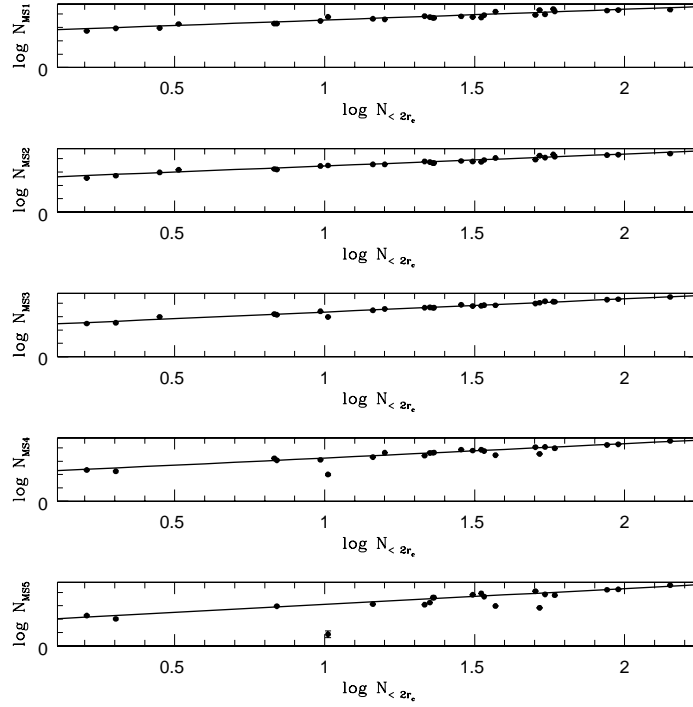 log N_MS1
0
0.5 1 1.5 2
log N_< 2r_e
log N_MS2
0
0.5 1 1.5 2
log N_< 2r_e
log N_MS3
0
0.5 1 1.5 2
log N_< 2r_e
log N_MS4
0
0.5 1 1.5 2
log N_< 2r_e
log N_MS5
0
0.5 1 1.5 2
log N_< 2r_e